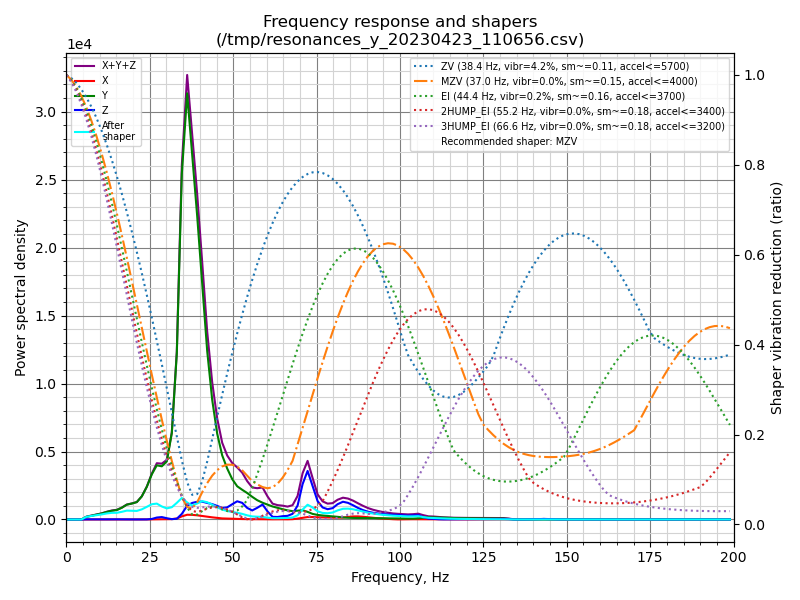 Frequency response and shapers
(/tmp/resonances_y_20230423_110656.csv)
1e4
X+Y+Z
X
Y
Z
After
shaper
ZV (38.4 Hz, vibr=4.2%, sm~=0.11, accel<=5700)
MZV (37.0 Hz, vibr=0.0%, sm~=0.15, accel<=4000)
EI (44.4 Hz, vibr=0.2%, sm~=0.16, accel<=3700)
2HUMP_EI (55.2 Hz, vibr=0.0%, sm~=0.18, accel<=3400)
3HUMP_EI (66.6 Hz, vibr=0.0%, sm~=0.18, accel<=3200)
Recommended shaper: MZV
Power spectral density
3.0
2.5
2.0
1.5
1.0
0.5
0.0
1.0
0.8
0.6
0.4
0.2
0.0
Shaper vibration reduction (ratio)
0 25 50 75 100 125 150 175 200
Frequency, Hz